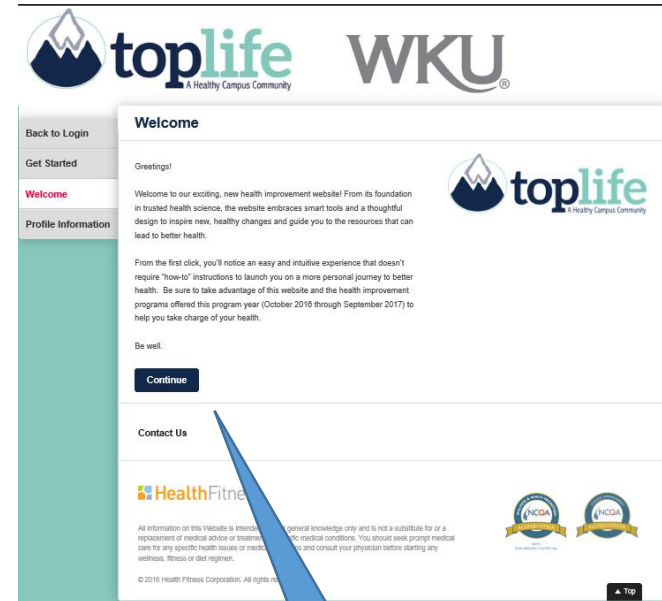 toplife
A Healthy Campus Community
WKU®
Back to Login
Get Started
Welcome
Profile Information
Welcome
Greetings!
Welcome to our exciting, new health improvement website! From its foundation
in trusted health science, the website embraces smart tools and a thoughtful
design to inspire new, healthy changes and guide you to the resources that can
lead to better health.
From the first click, you'll notice an easy and intuitive experience that doesn't
require "how-to" instructions to launch you on a more personal journey to better
health. Be sure to take advantage of this website and the health improvement
programs offered this program year (October 2016 through September 2017) to
help you take charge of your health.
Be well.
Continue
toplife
A Healthy Campus Community
Contact Us
HealthFitne
All information on this Website is intende general knowledge only and is not a substitute for or a
replacement of medical advice or treatmen fic medical conditions. You should seek prompt medical
care for any specific health issues or medic s and consult your physician before starting any
wellness, fitness or diet regimen.
© 2016 Health Fitness Corporation. All rights re
NCQA
ACCREDITATION
NCQA
ACCREDITATION
Top